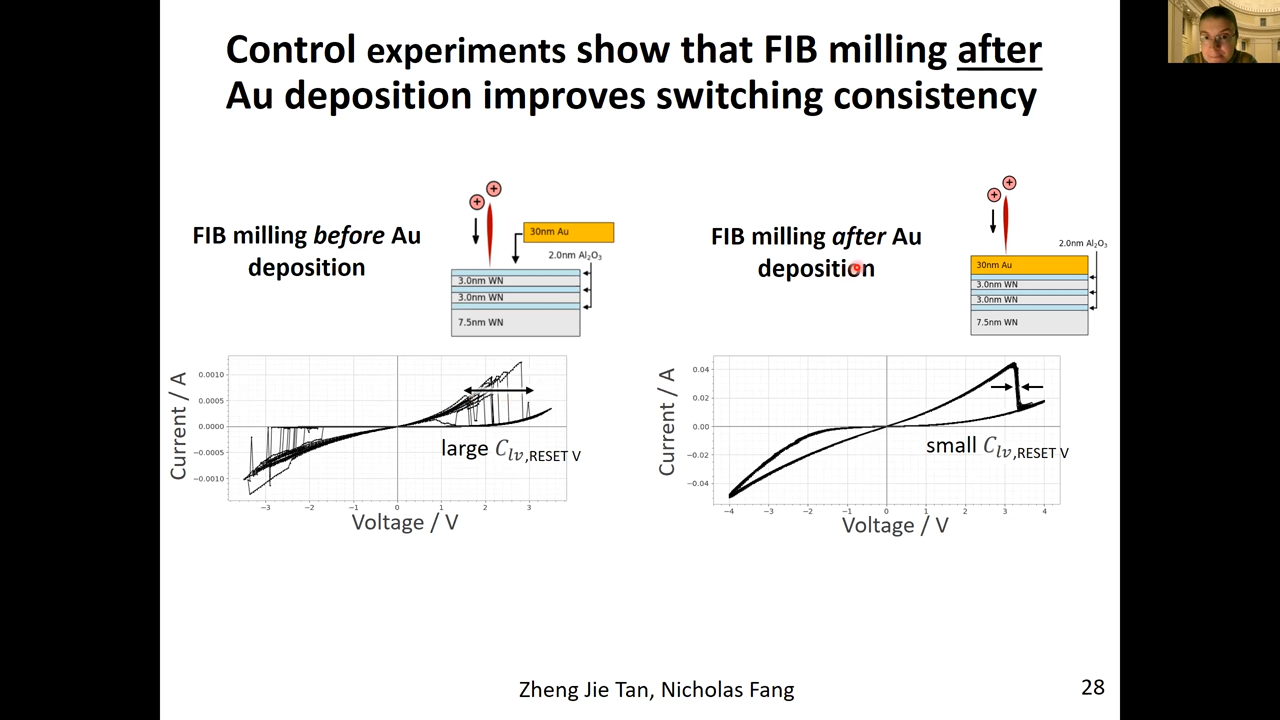 Control experiments show that FIB milling after
Au deposition improves switching consistency
FIB milling before Au
deposition
30nm Au
2.0nm Al₂O₃
3.0nm WN
3.0nm WN
7.5nm WN
FIB milling after Au
deposition
2.0nm Al₂O₃
30nm Au
3.0nm WN
3.0nm WN
7.5nm WN
Current / A
0.0010
0.0005
0.0000
−0.0005
−0.0010
large C_lv,RESET V
−3 −2 −1 0 1 2 3
Voltage / V
Current / A
0.04
0.02
0.00
−0.02
−0.04
small C_lv,RESET V
−4 −3 −2 −1 0 1 2 3 4
Voltage / V
Zheng Jie Tan, Nicholas Fang
28